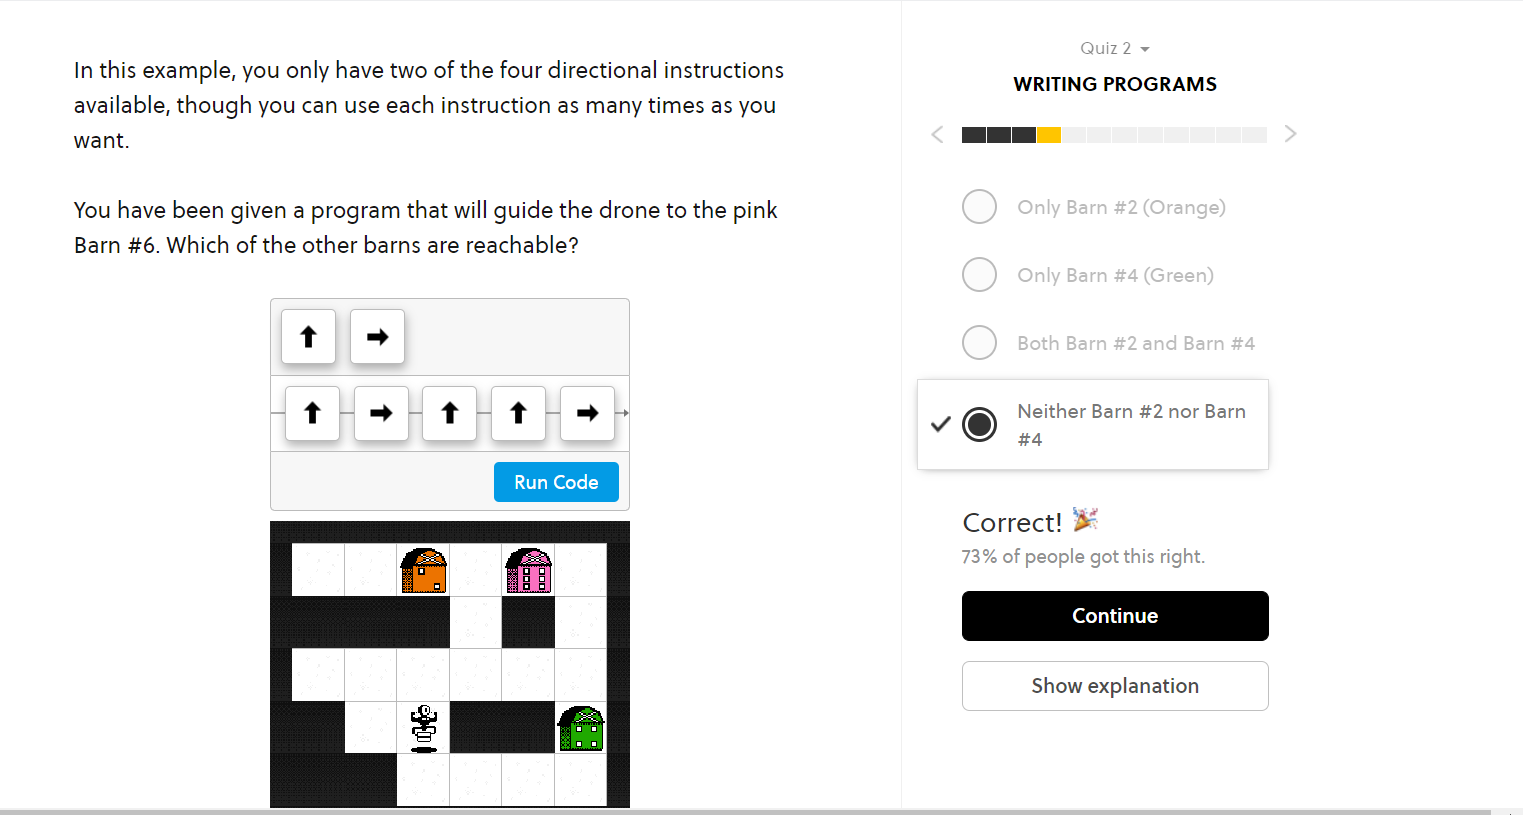 In this example, you only have two of the four directional instructions
available, though you can use each instruction as many times as you
want.
You have been given a program that will guide the drone to the pink
Barn #6. Which of the other barns are reachable?
Run Code
Quiz 2
WRITING PROGRAMS
Only Barn #2 (Orange)
Only Barn #4 (Green)
Both Barn #2 and Barn #4
Neither Barn #2 nor Barn
#4
Correct!
73% of people got this right.
Continue
Show explanation